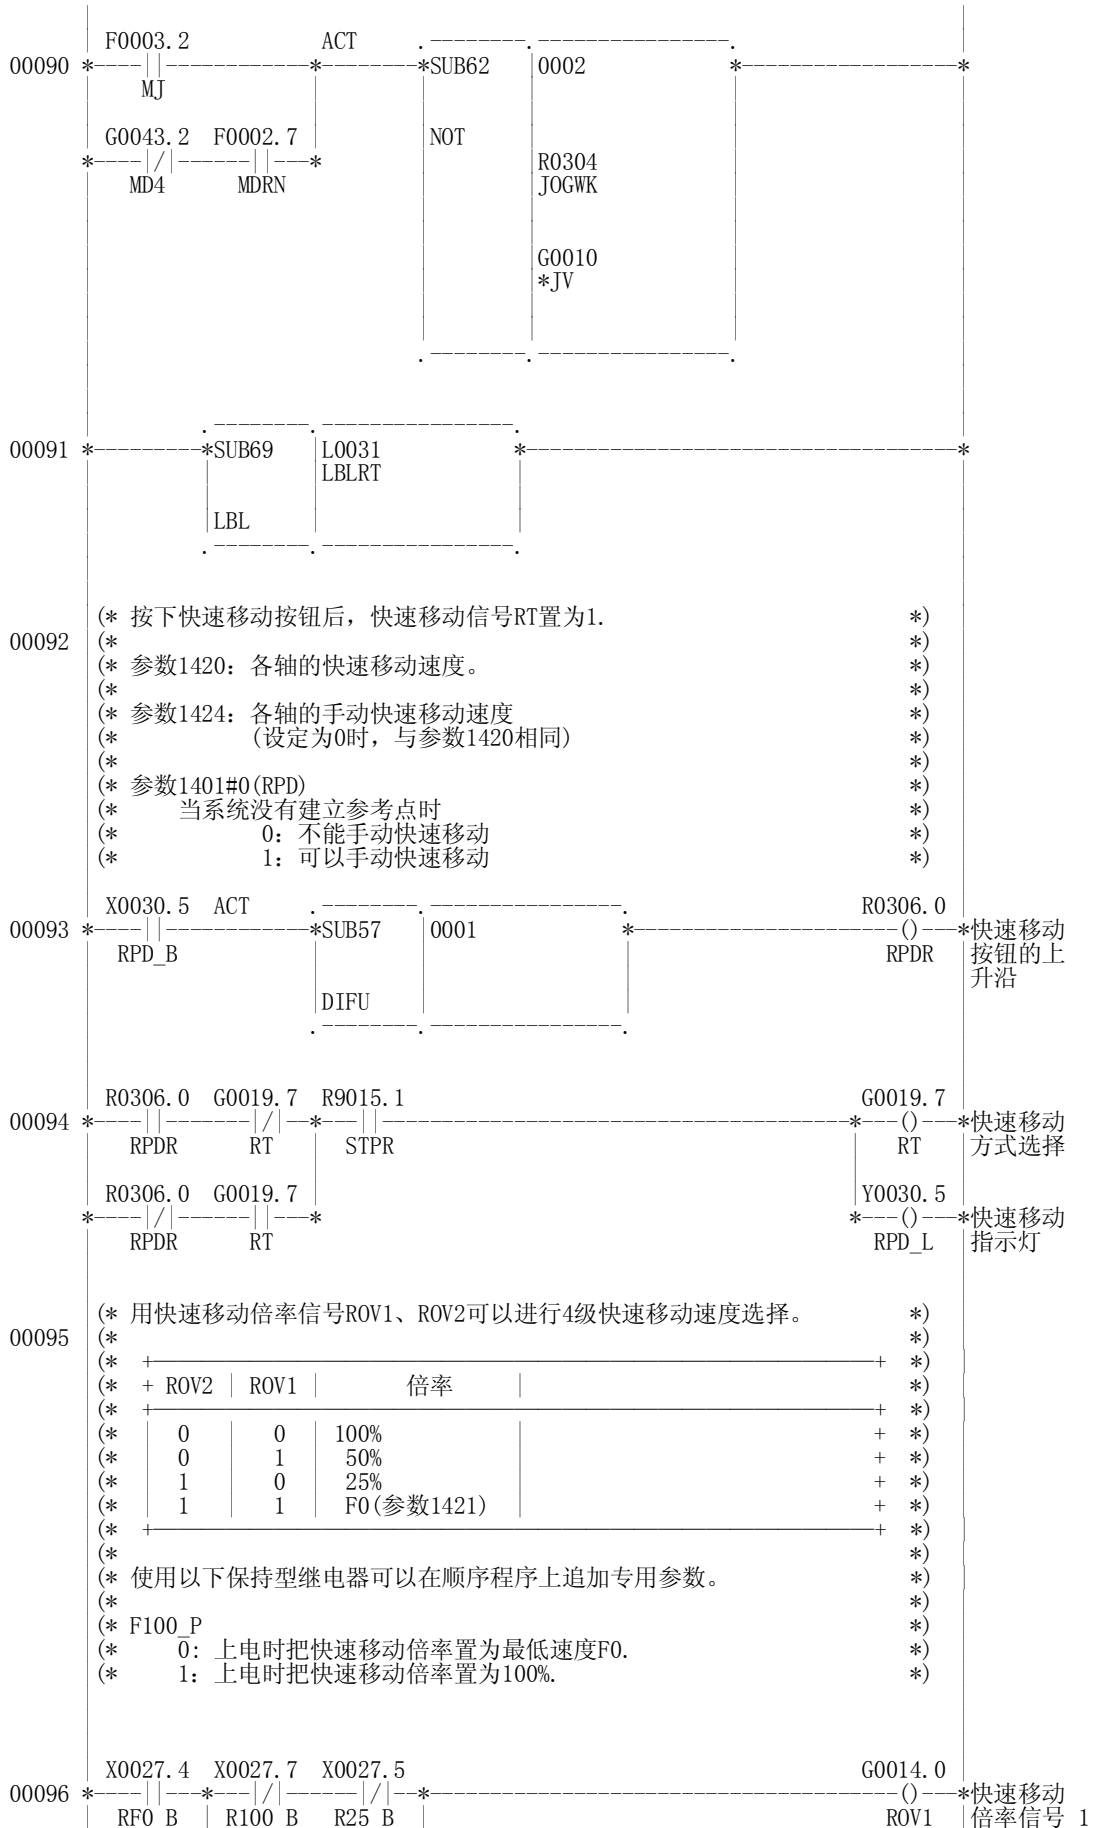 F0003.2 ACT .--------.----------------.
00090 *----||------------*--------*SUB62 |0002 *------------------*
MJ
G0043.2 F0002.7 NOT
*----|/|------||---* R0304
MD4 MDRN JOGWK
G0010
*JV
.--------.----------------.
.--------.----------------.
00091 *---------*SUB69 |L0031 *------------------------------------*
LBLRT
LBL
.--------.----------------.
(* 按下快速移动按钮后，快速移动信号RT置为1. *)
00092 (* *)
(* 参数1420：各轴的快速移动速度。 *)
(* *)
(* 参数1424：各轴的手动快速移动速度 *)
(* (设定为0时，与参数1420相同) *)
(* *)
(* 参数1401#0(RPD) *)
(* 当系统没有建立参考点时 *)
(* 0：不能手动快速移动 *)
(* 1：可以手动快速移动 *)
X0030.5 ACT .--------.----------------. R0306.0
00093 *----||------------*SUB57 |0001 *----------------------()---*快速移动
RPD_B RPDR 按钮的上
升沿
DIFU
.--------.----------------.
R0306.0 G0019.7 R9015.1 G0019.7
00094 *----||-------|/|--*---||---------------------------------------*---()---*快速移动
RPDR RT STPR RT 方式选择
R0306.0 G0019.7 Y0030.5
*----|/|------||---* *---()---*快速移动
RPDR RT RPD_L 指示灯
(* 用快速移动倍率信号ROV1、ROV2可以进行4级快速移动速度选择。 *)
00095 (* *)
(* +------------------------------------------------------------+ *)
(* + ROV2 | ROV1 | 倍率 | *)
(* +------------------------------------------------------------+ *)
(* | 0 | 0 | 100% | + *)
(* | 0 | 1 | 50% | + *)
(* | 1 | 0 | 25% | + *)
(* | 1 | 1 | F0(参数1421) | + *)
(* +------------------------------------------------------------+ *)
(* *)
(* 使用以下保持型继电器可以在顺序程序上追加专用参数。 *)
(* *)
(* F100_P *)
(* 0: 上电时把快速移动倍率置为最低速度F0. *)
(* 1: 上电时把快速移动倍率置为100%. *)
X0027.4 X0027.7 X0027.5 G0014.0
00096 *----||---*---|/|------|/|--*---------------------------------------()---*快速移动
RF0_B | R100_B R25_B | ROV1 倍率信号 1